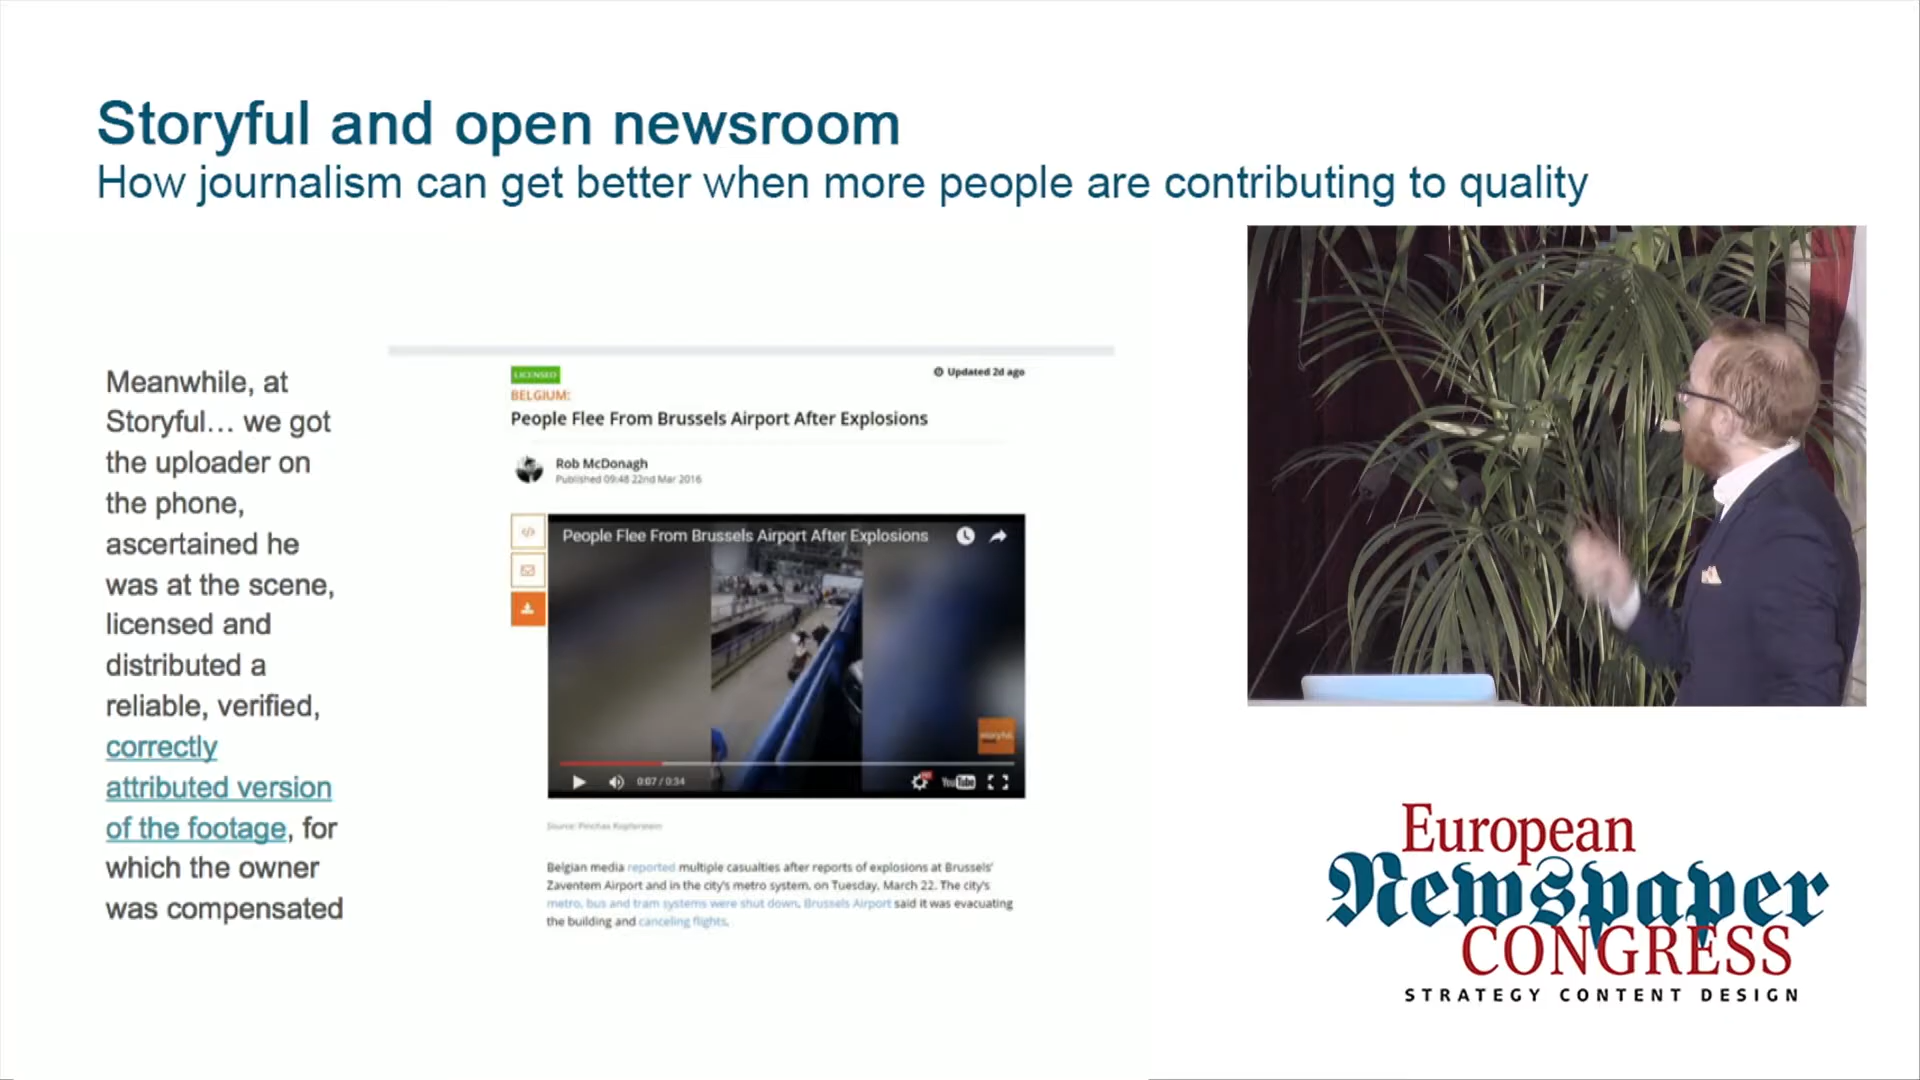 Storyful and open newsroom
How journalism can get better when more people are contributing to quality
Meanwhile, at
Storyful... we got
the uploader on
the phone,
ascertained he
was at the scene,
licensed and
distributed a
reliable, verified,
correctly
attributed version
of the footage, for
which the owner
was compensated
LICENSED
Updated 2d ago
BELGIUM:
People Flee From Brussels Airport After Explosions
Rob McDonagh
Published 09:48 22nd Mar 2016
People Flee From Brussels Airport After Explosions
storyful
0:07 / 0:34
YouTube
Source: Pinchas Kopferstein
Belgian media reported multiple casualties after reports of explosions at Brussels'
Zaventem Airport and in the city's metro system, on Tuesday, March 22. The city's
metro, bus and tram systems were shut down. Brussels Airport said it was evacuating
the building and canceling flights.
European
Newspaper
CONGRESS
STRATEGY CONTENT DESIGN